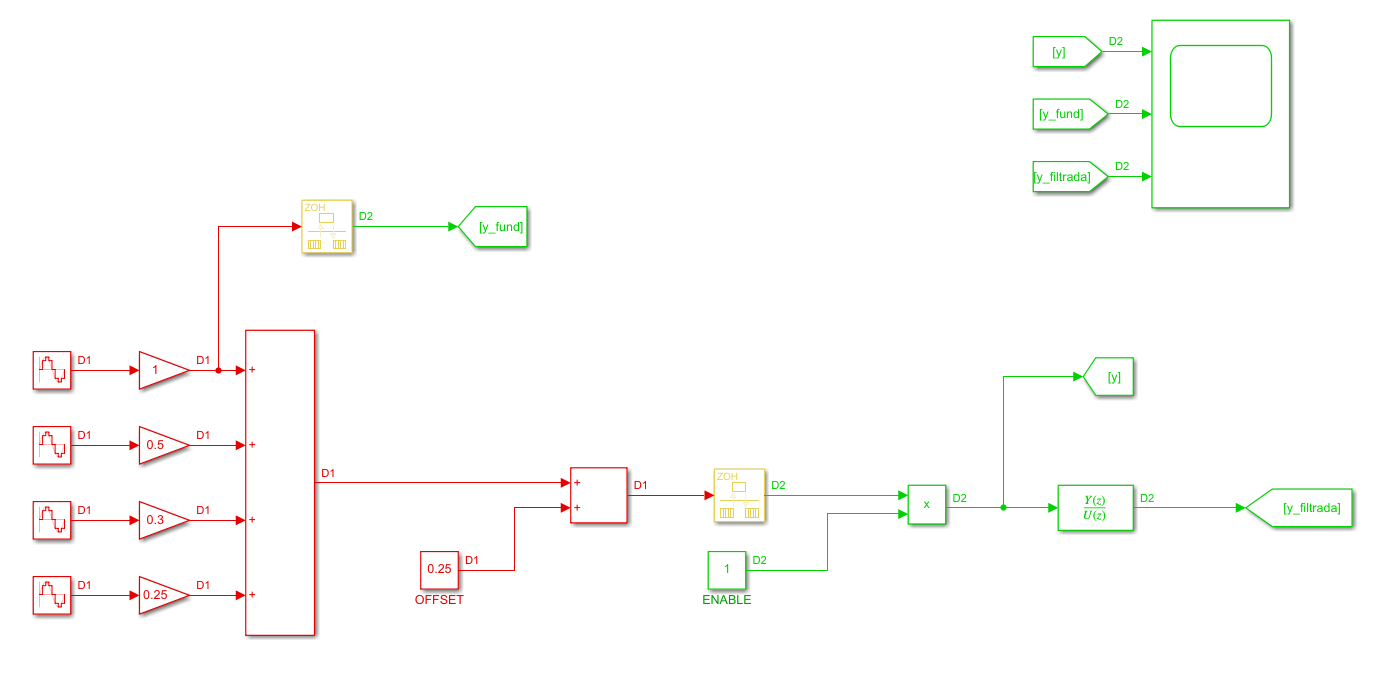 [y] D2
[y_fund] D2
[y_filtrada] D2
ZOH D2 [y_fund]
D1 1 D1 +
D1 0.5 D1 +
D1 0.3 D1 +
D1 0.25 D1 +
D1
+ D1
+
0.25 D1
OFFSET
ZOH D2
1 D2
ENABLE
x D2
[y]
Y(z)
U(z)
D2
[y_filtrada]